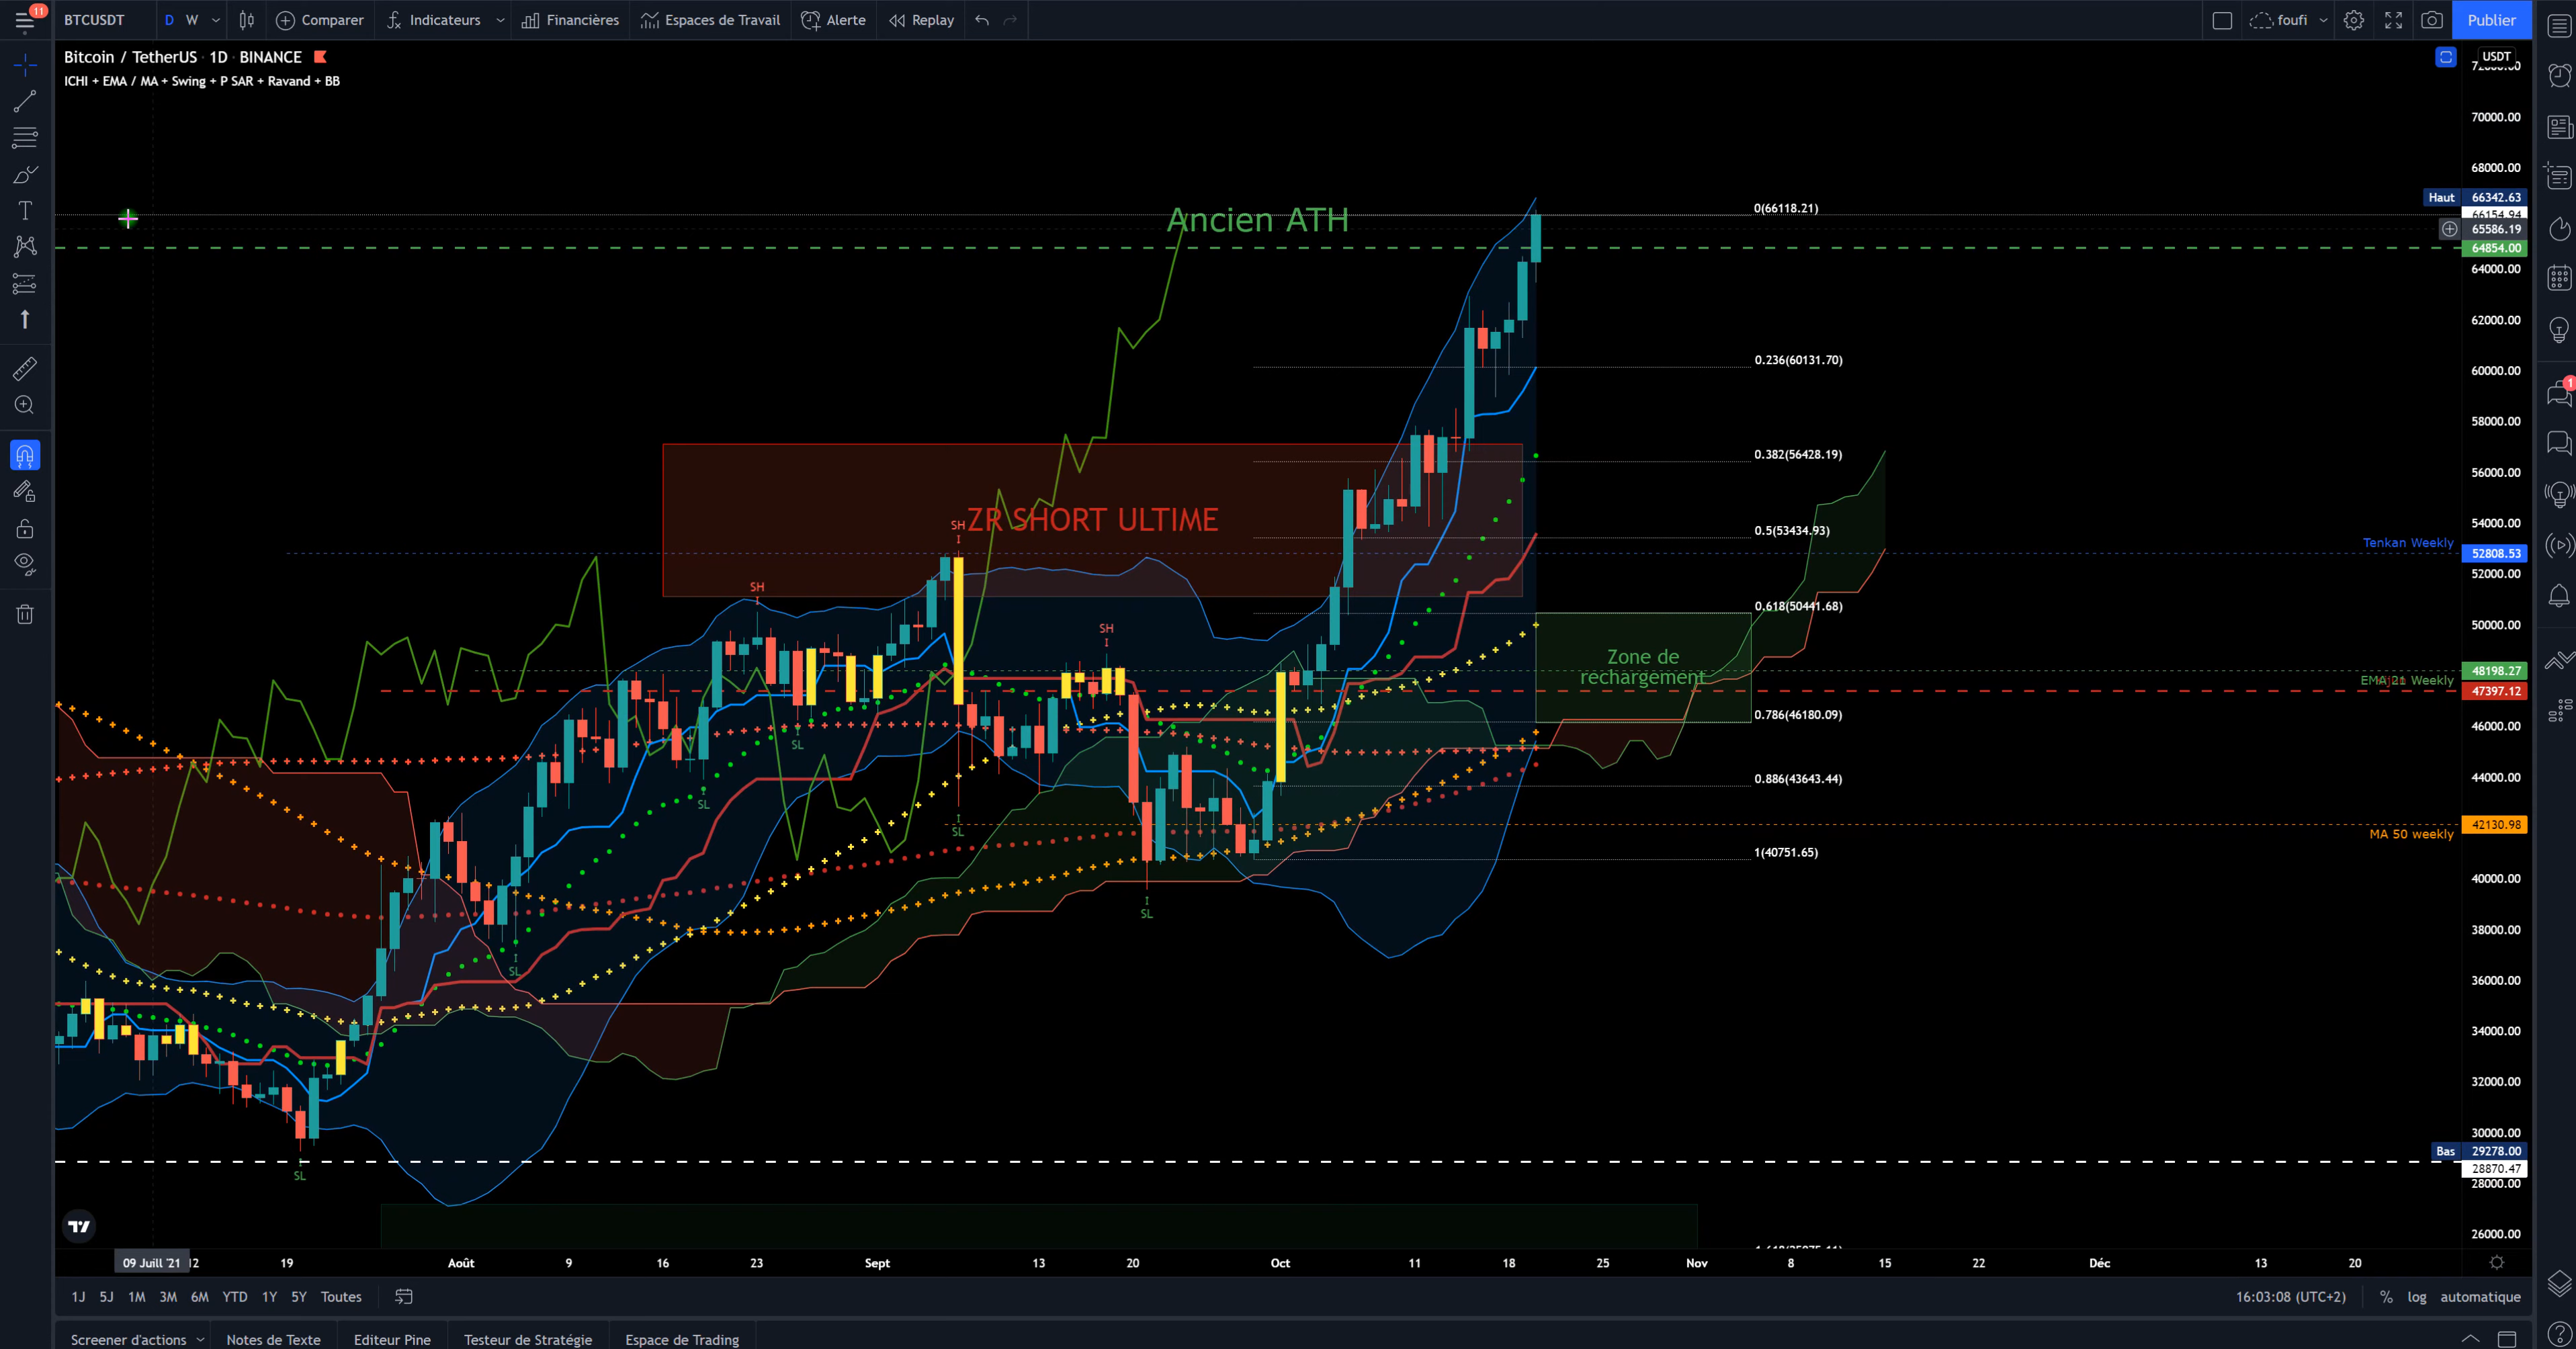 11
BTCUSDT
D W
Comparer
Indicateurs
Financières
Espaces de Travail
Alerte
Replay
foufi
Publier
Bitcoin / TetherUS · 1D · BINANCE
ICHI + EMA / MA + Swing + P SAR + Ravand + BB
USDT
70000.00
68000.00
Haut 66342.63
66154.94
65586.19
64854.00
64000.00
62000.00
60000.00
58000.00
56000.00
54000.00
Tenkan Weekly
52808.53
52000.00
50000.00
48198.27
EMA 21 Weekly
47397.12
46000.00
44000.00
42130.98
MA 50 weekly
40000.00
38000.00
36000.00
34000.00
32000.00
30000.00
Bas 29278.00
28870.47
28000.00
26000.00
Ancien ATH
0(66118.21)
0.236(60131.70)
0.382(56428.19)
0.5(53434.93)
0.618(50441.68)
0.786(46180.09)
0.886(43643.44)
1(40751.65)
ZR SHORT ULTIME
Zone de
rechargement
SH
SH
SH
SL
SL
SL
SL
SL
SL
1
09 Juill '21 12 19 Août 9 16 23 Sept 13 20 Oct 11 18 25 Nov 8 15 22 Déc 13 20
1J 5J 1M 3M 6M YTD 1Y 5Y Toutes
16:03:08 (UTC+2) % log automatique
Screener d'actions Notes de Texte Editeur Pine Testeur de Stratégie Espace de Trading